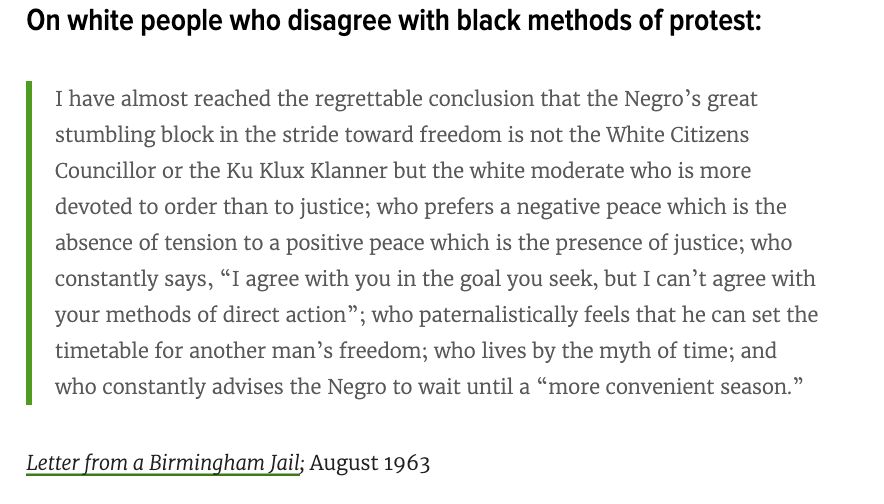 On white people who disagree with black methods of protest:
I have almost reached the regrettable conclusion that the Negro’s great
stumbling block in the stride toward freedom is not the White Citizens
Councillor or the Ku Klux Klanner but the white moderate who is more
devoted to order than to justice; who prefers a negative peace which is the
absence of tension to a positive peace which is the presence of justice; who
constantly says, “I agree with you in the goal you seek, but I can’t agree with
your methods of direct action”; who paternalistically feels that he can set the
timetable for another man’s freedom; who lives by the myth of time; and
who constantly advises the Negro to wait until a “more convenient season.”
Letter from a Birmingham Jail; August 1963